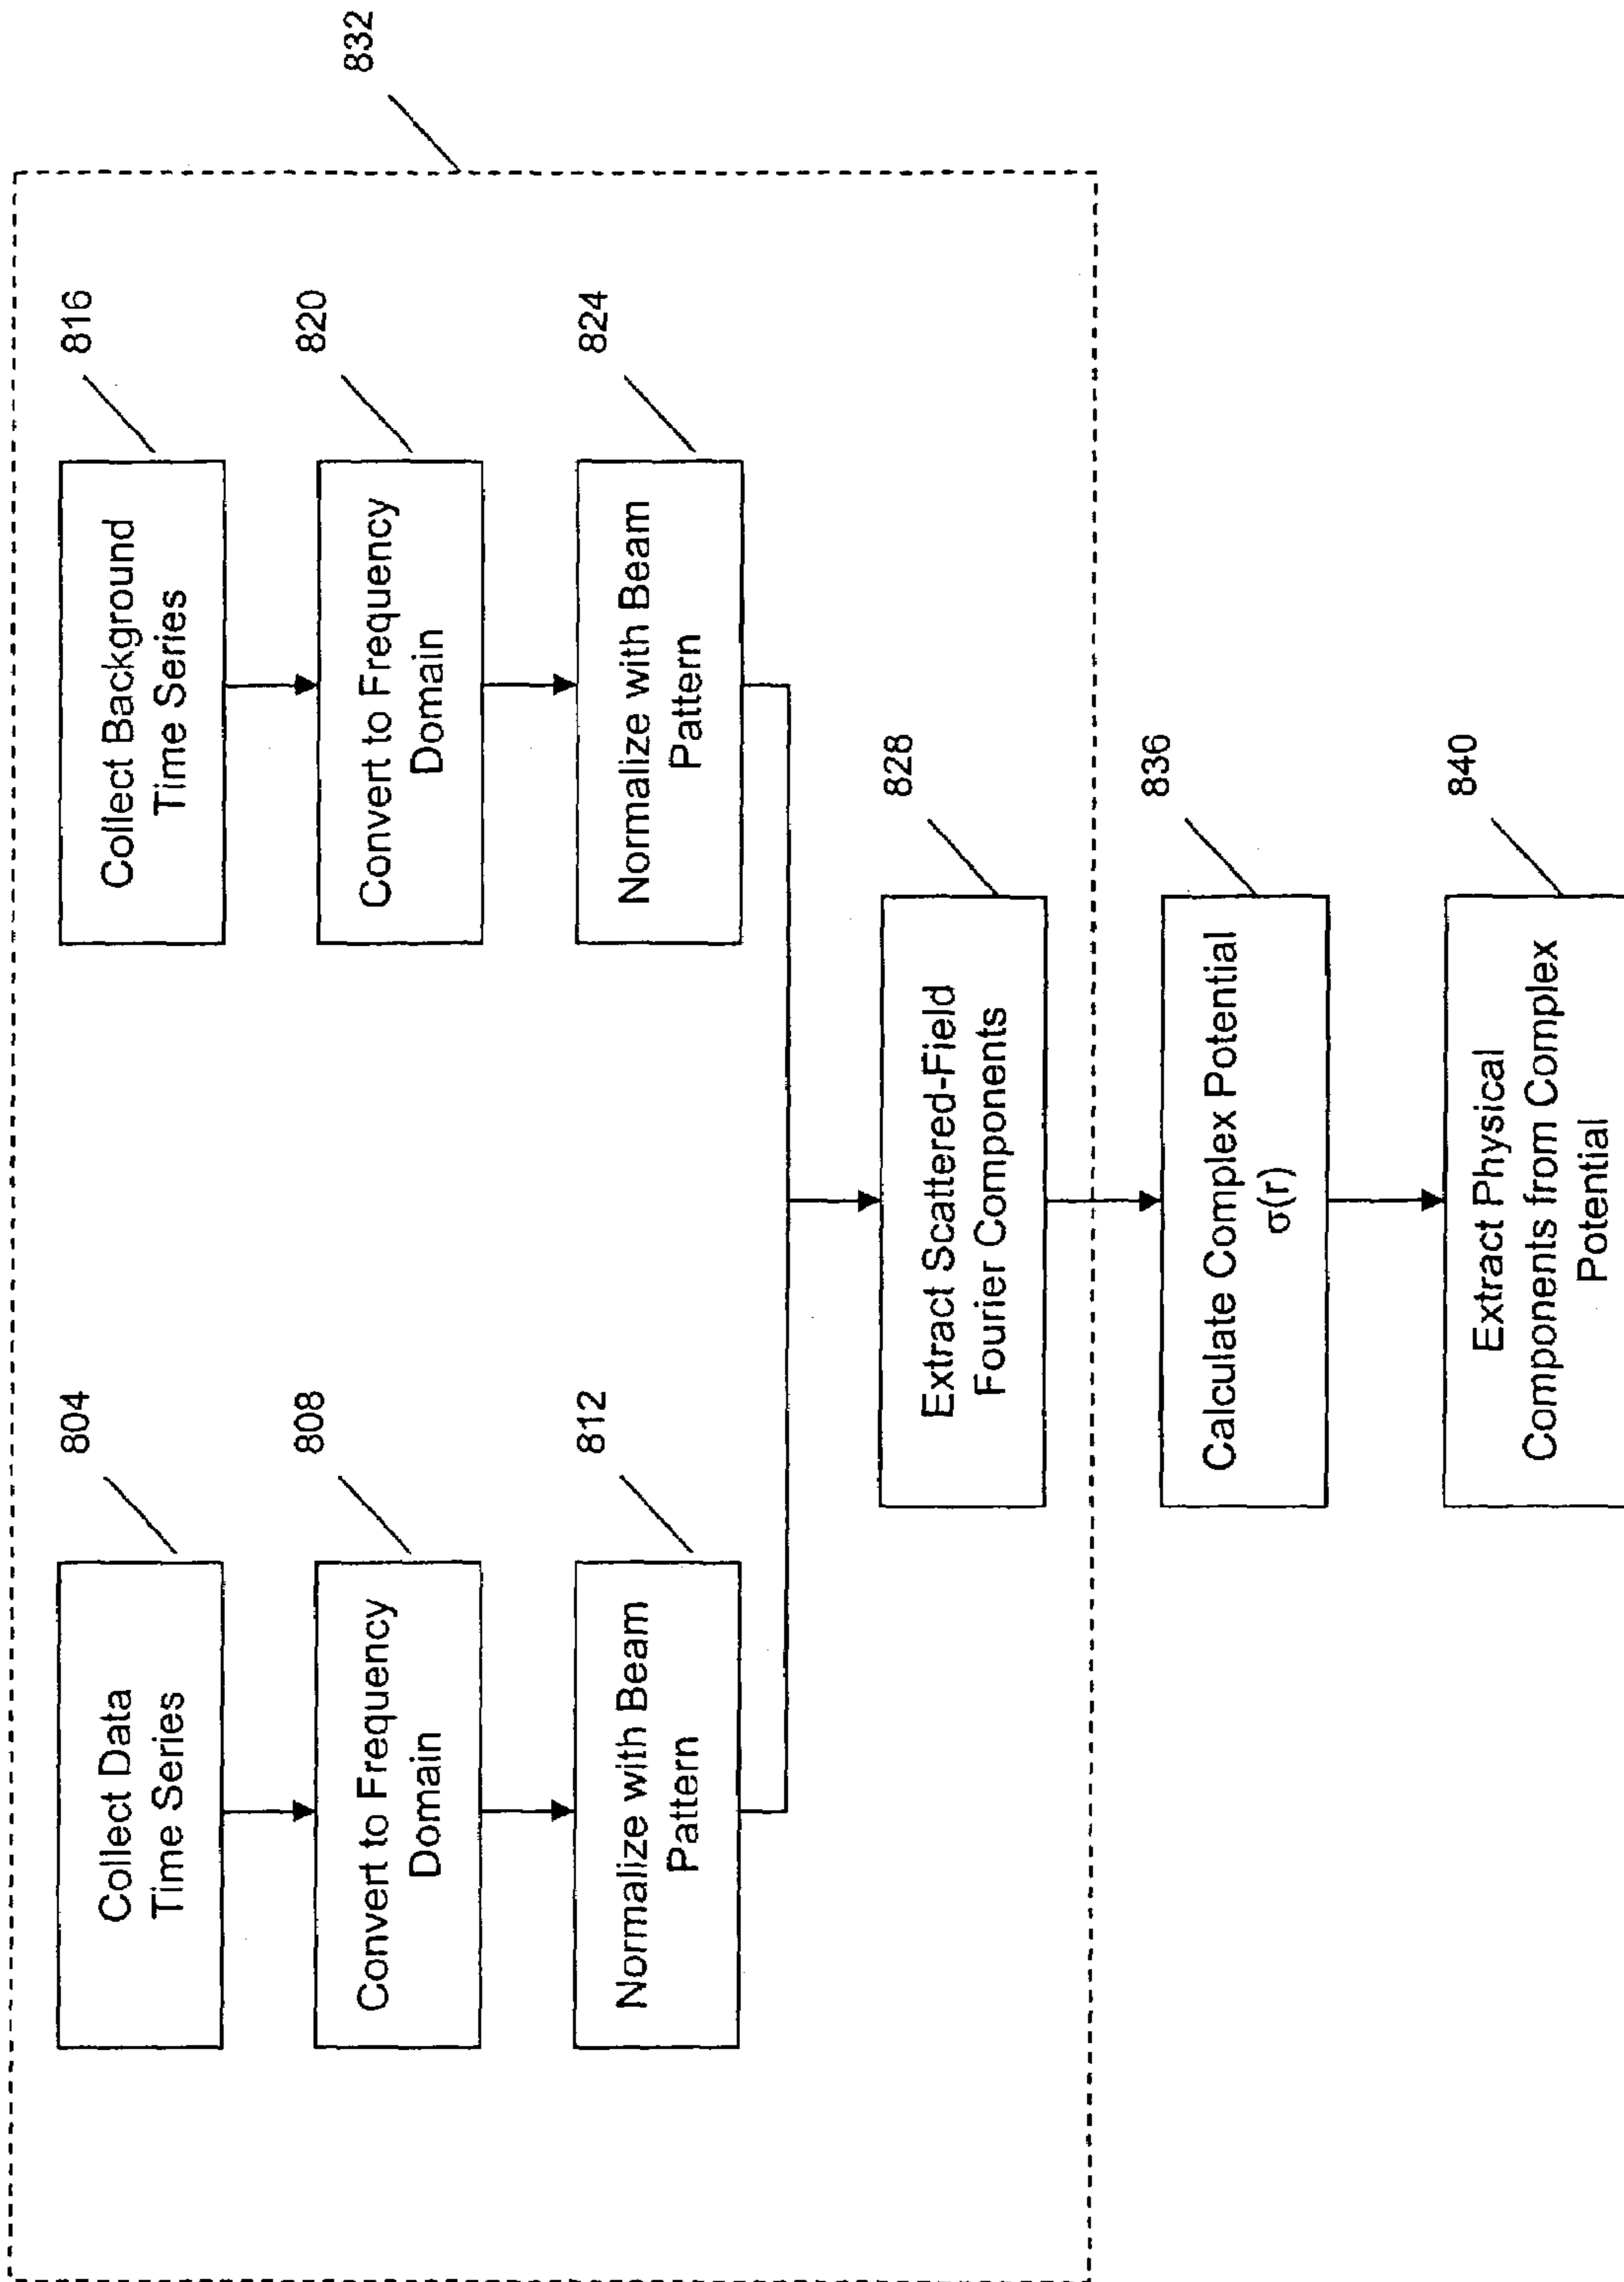 804
Collect Data
Time Series
808
Convert to Frequency
Domain
812
Normalize with Beam
Pattern
816
Collect Background
Time Series
820
Convert to Frequency
Domain
824
Normalize with Beam
Pattern
832
828
Extract Scattered-Field
Fourier Components
836
Calculate Complex Potential
σ(r)
840
Extract Physical
Components from Complex
Potential